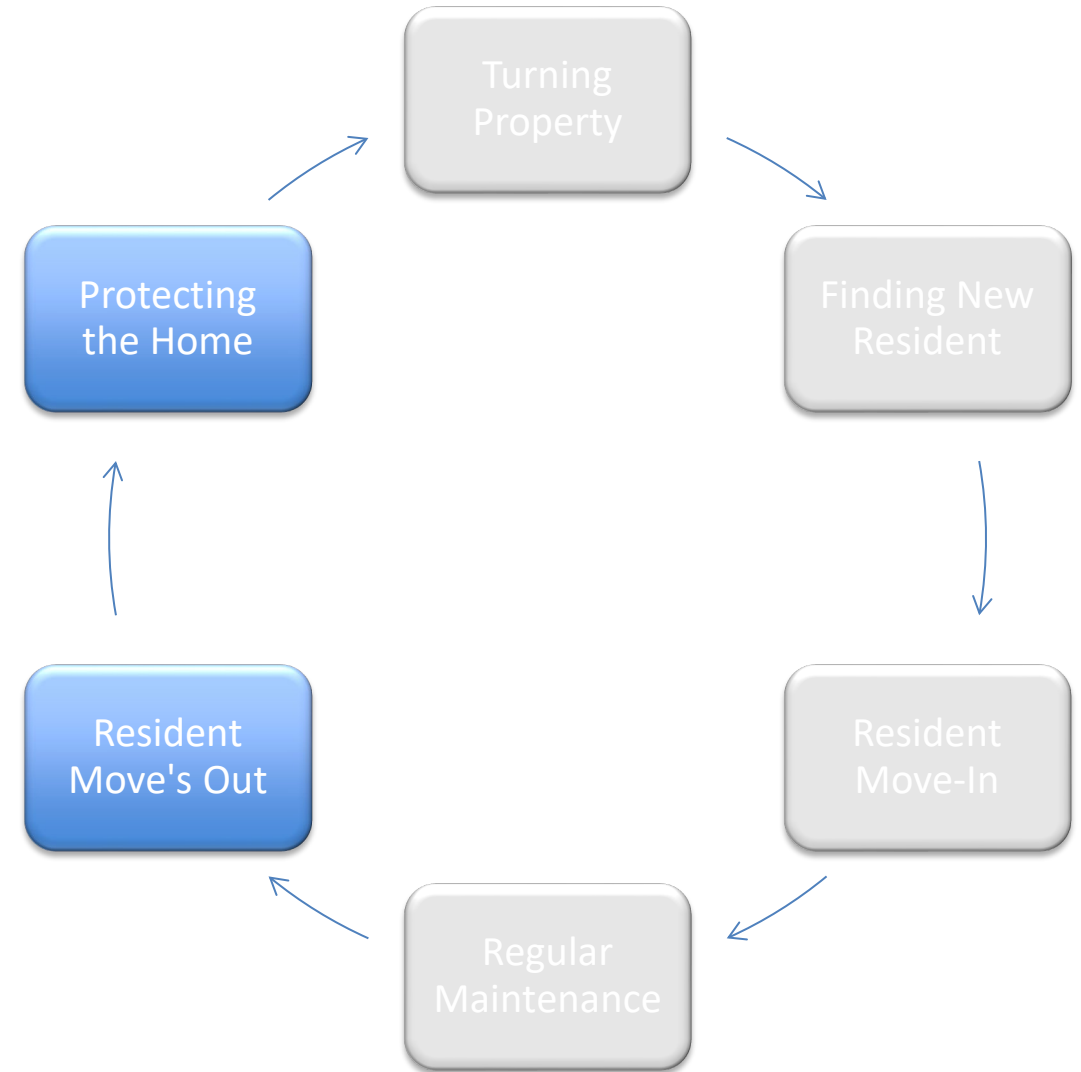 Turning
Property
Finding New
Resident
Resident
Move-In
Regular
Maintenance
Resident
Move's Out
Protecting
the Home